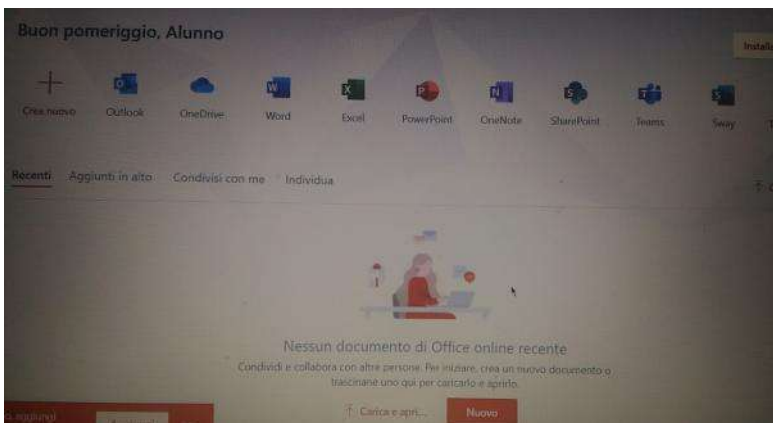 Buon pomeriggio, Alunno
Crea nuovo Outlook OneDrive Word Excel PowerPoint OneNote SharePoint Teams Sway
Recenti Aggiunti in alto Condivisi con me Individua
Nessun documento di Office online recente
Condividi e collabora con altre persone. Per iniziare, crea un nuovo documento o
trascinane uno qui per caricarlo e aprirlo.
Carica e apri... Nuovo